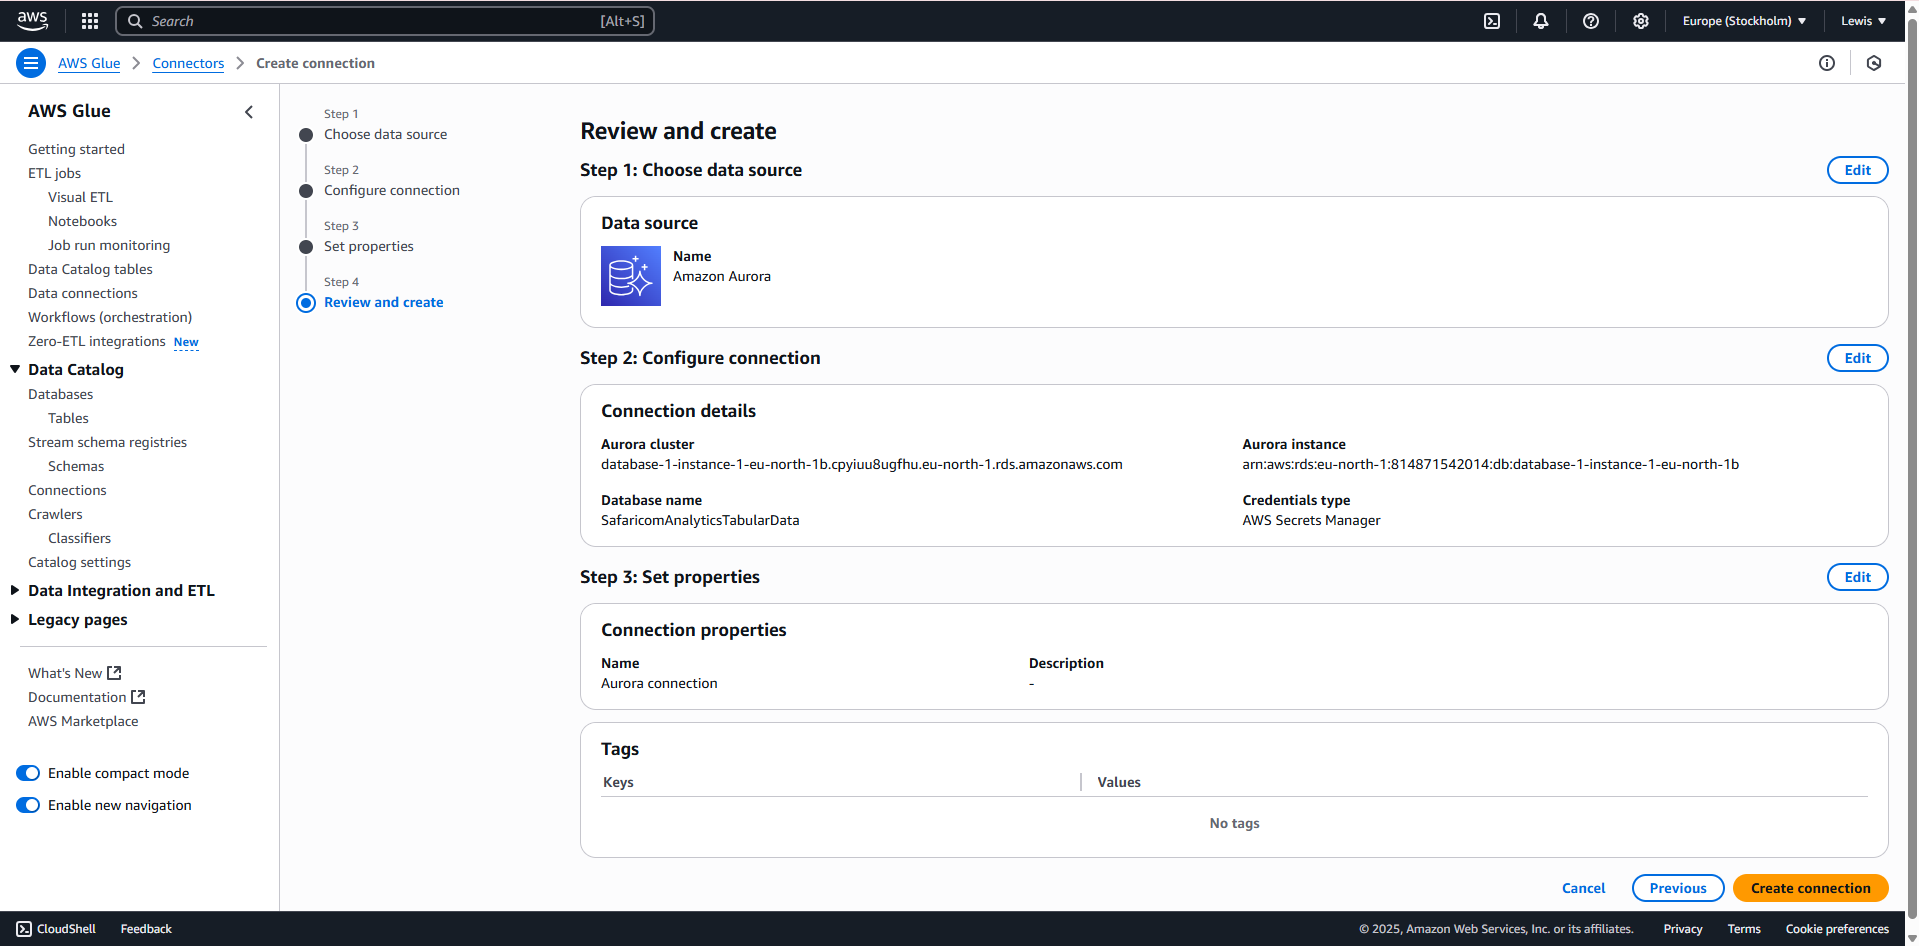 aws
Search [Alt+S]
Europe (Stockholm)
Lewis
AWS Glue
Connectors
Create connection
AWS Glue
Getting started
ETL jobs
Visual ETL
Notebooks
Job run monitoring
Data Catalog tables
Data connections
Workflows (orchestration)
Zero-ETL integrations New
Data Catalog
Databases
Tables
Stream schema registries
Schemas
Connections
Crawlers
Classifiers
Catalog settings
Data Integration and ETL
Legacy pages
What's New
Documentation
AWS Marketplace
Enable compact mode
Enable new navigation
Step 1
Choose data source
Step 2
Configure connection
Step 3
Set properties
Step 4
Review and create
Review and create
Step 1: Choose data source
Edit
Data source
Name
Amazon Aurora
Step 2: Configure connection
Edit
Connection details
Aurora cluster
database-1-instance-1-eu-north-1b.cpyiuu8ugfhu.eu-north-1.rds.amazonaws.com
Aurora instance
arn:aws:rds:eu-north-1:814871542014:db:database-1-instance-1-eu-north-1b
Database name
SafaricomAnalyticsTabularData
Credentials type
AWS Secrets Manager
Step 3: Set properties
Edit
Connection properties
Name
Aurora connection
Description
-
Tags
Keys
Values
No tags
Cancel
Previous
Create connection
CloudShell
Feedback
© 2025, Amazon Web Services, Inc. or its affiliates.
Privacy
Terms
Cookie preferences